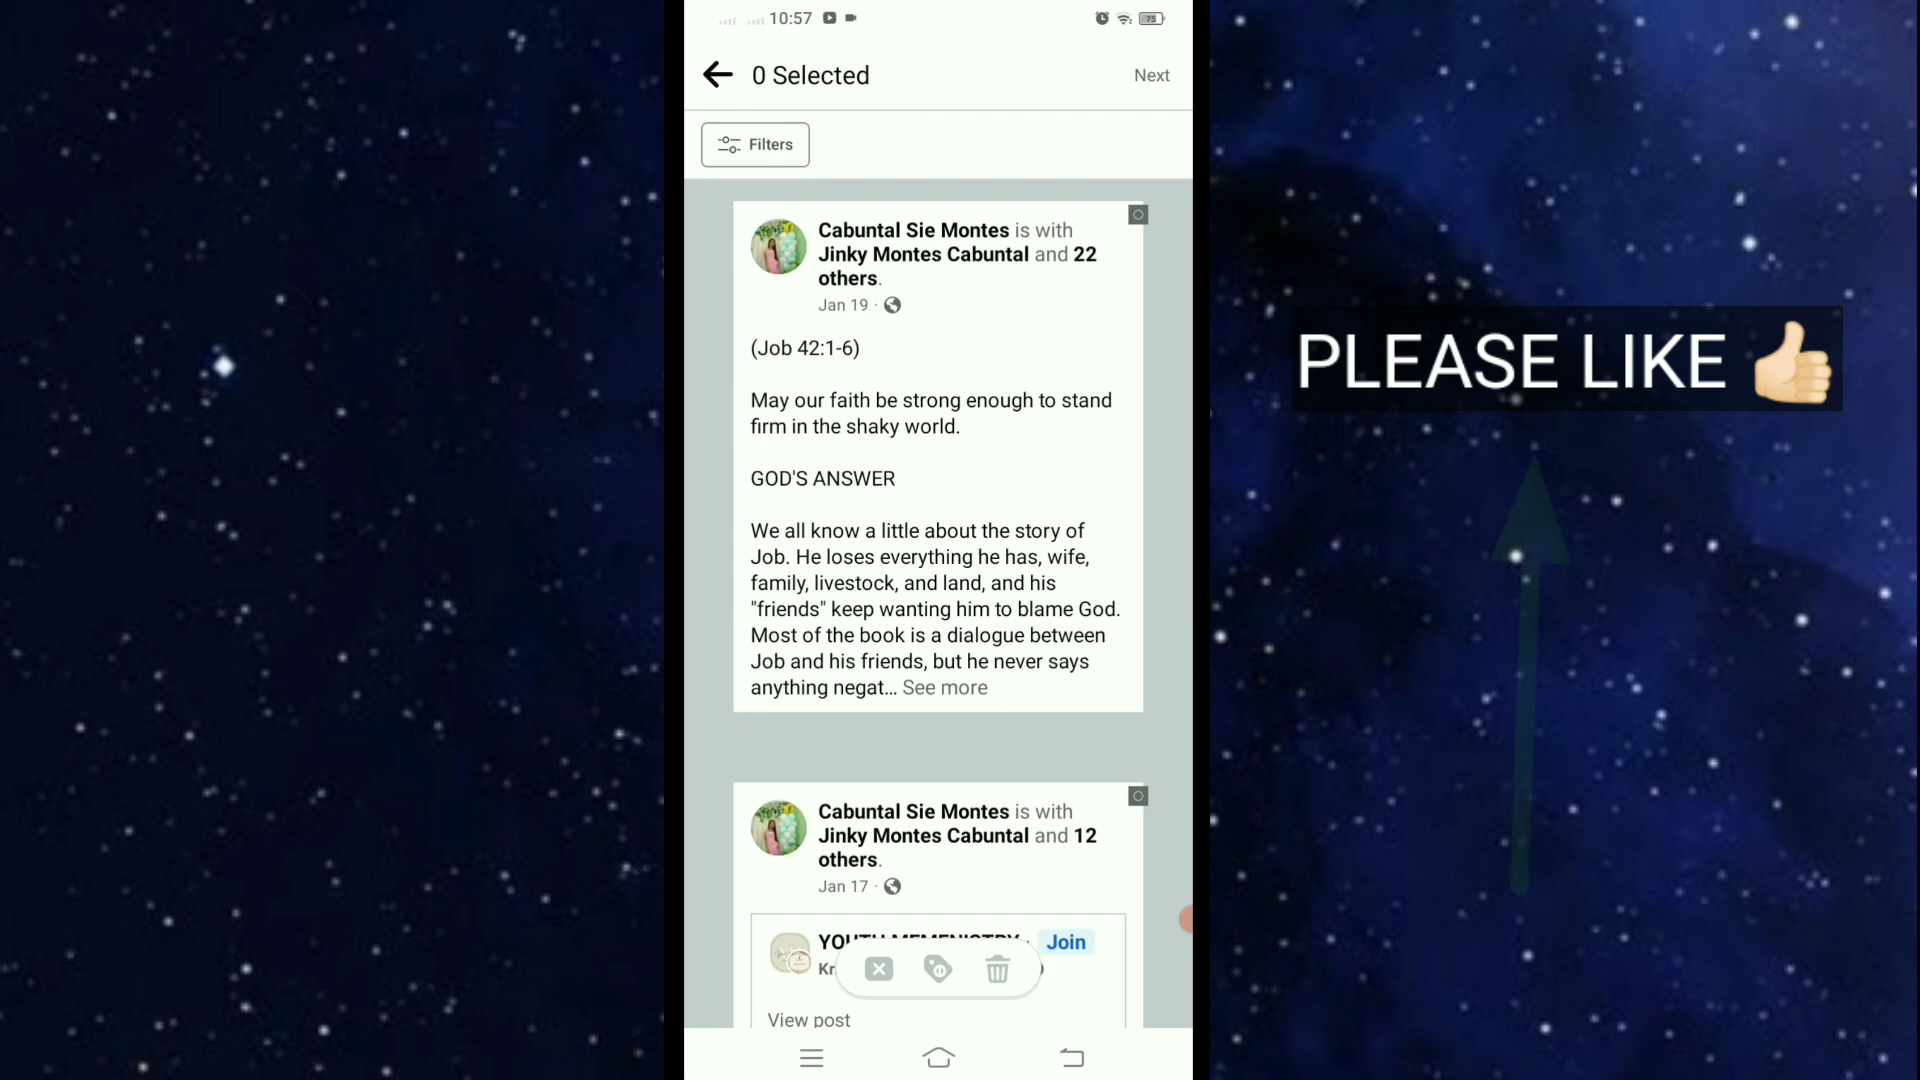 10:57
75
0 Selected
Next
Filters
Cabuntal Sie Montes is with
Jinky Montes Cabuntal and 22
others.
Jan 19 ·
(Job 42:1-6)
May our faith be strong enough to stand
firm in the shaky world.
GOD'S ANSWER
We all know a little about the story of
Job. He loses everything he has, wife,
family, livestock, and land, and his
"friends" keep wanting him to blame God.
Most of the book is a dialogue between
Job and his friends, but he never says
anything negat... See more
PLEASE LIKE 👍🏻
Cabuntal Sie Montes is with
Jinky Montes Cabuntal and 12
others.
Jan 17 ·
Join
View post